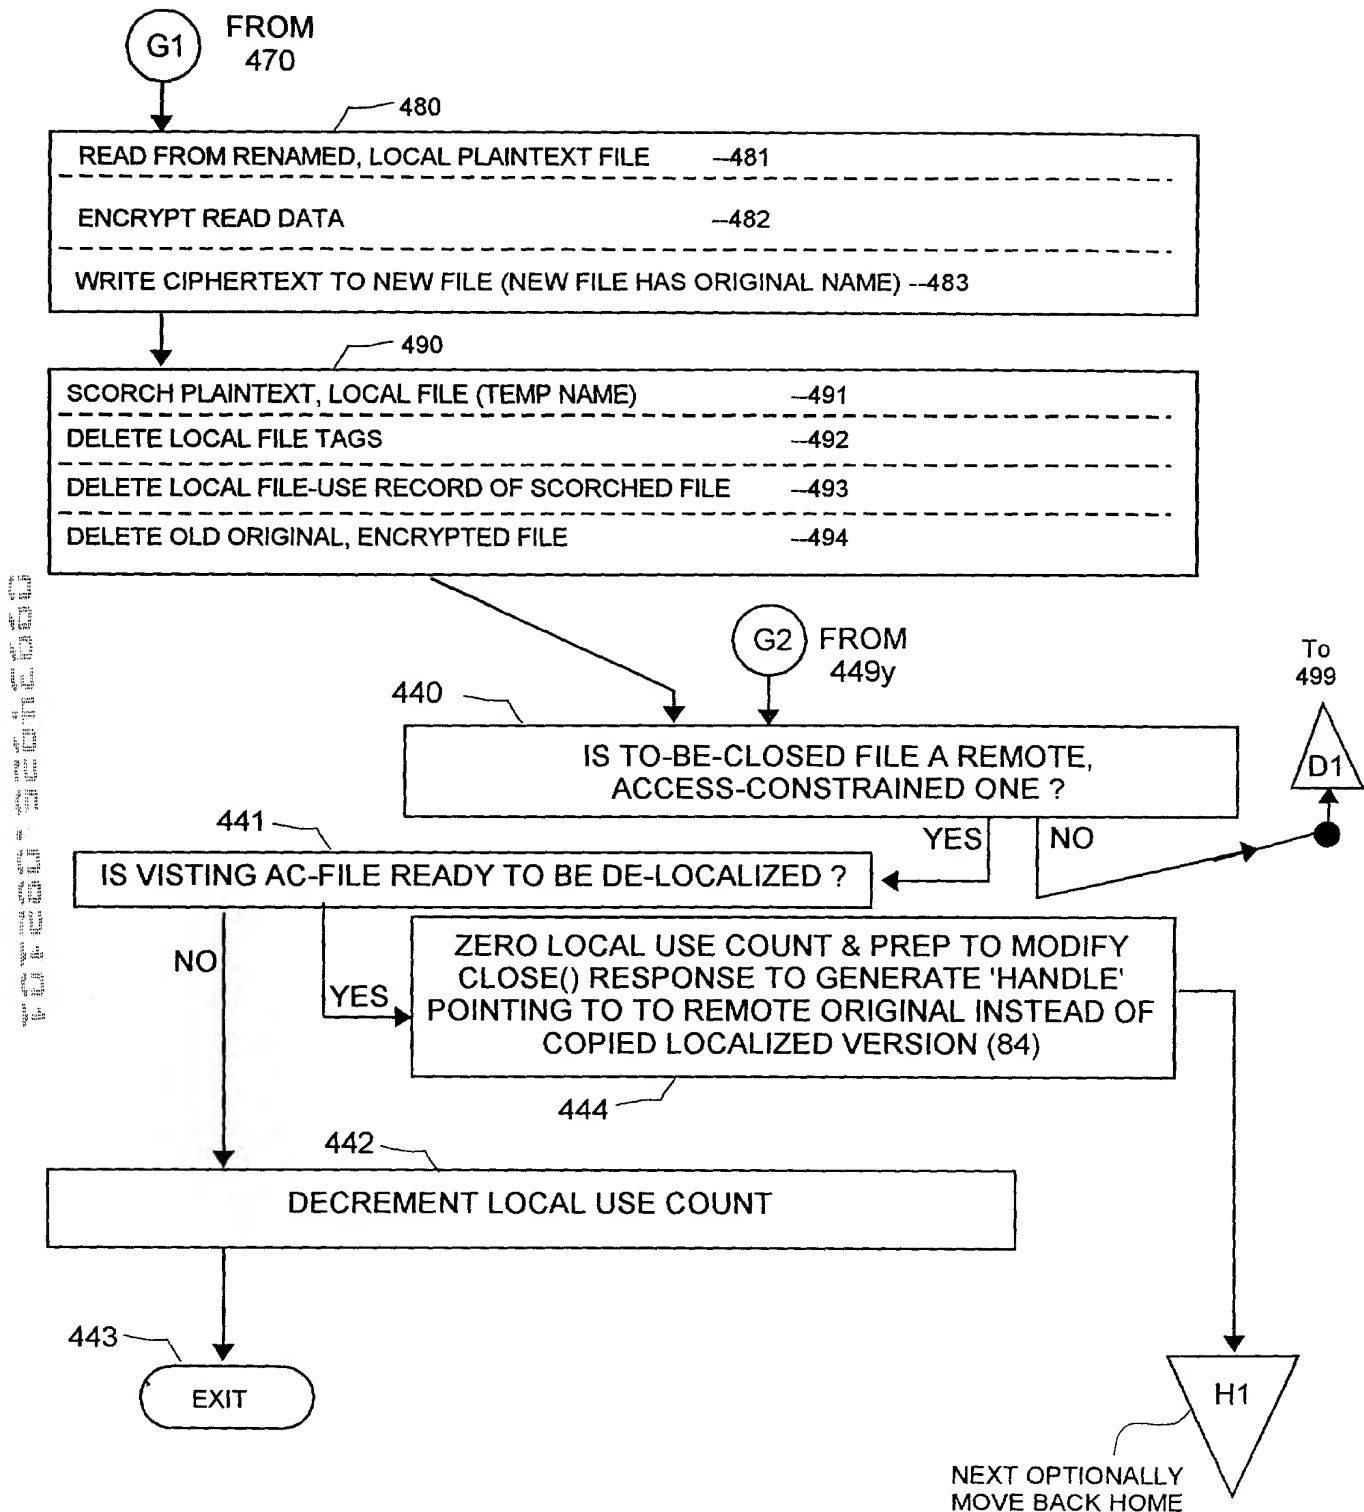 G1
FROM
470
480
READ FROM RENAMED, LOCAL PLAINTEXT FILE --481
ENCRYPT READ DATA --482
WRITE CIPHERTEXT TO NEW FILE (NEW FILE HAS ORIGINAL NAME) --483
490
SCORCH PLAINTEXT, LOCAL FILE (TEMP NAME) --491
DELETE LOCAL FILE TAGS --492
DELETE LOCAL FILE-USE RECORD OF SCORCHED FILE --493
DELETE OLD ORIGINAL, ENCRYPTED FILE --494
G2
FROM
449y
To
499
D1
440
IS TO-BE-CLOSED FILE A REMOTE,
ACCESS-CONSTRAINED ONE ?
YES
NO
441
IS VISTING AC-FILE READY TO BE DE-LOCALIZED ?
NO
YES
ZERO LOCAL USE COUNT & PREP TO MODIFY
CLOSE() RESPONSE TO GENERATE 'HANDLE'
POINTING TO TO REMOTE ORIGINAL INSTEAD OF
COPIED LOCALIZED VERSION (84)
444
442
DECREMENT LOCAL USE COUNT
443
EXIT
H1
NEXT OPTIONALLY
MOVE BACK HOME